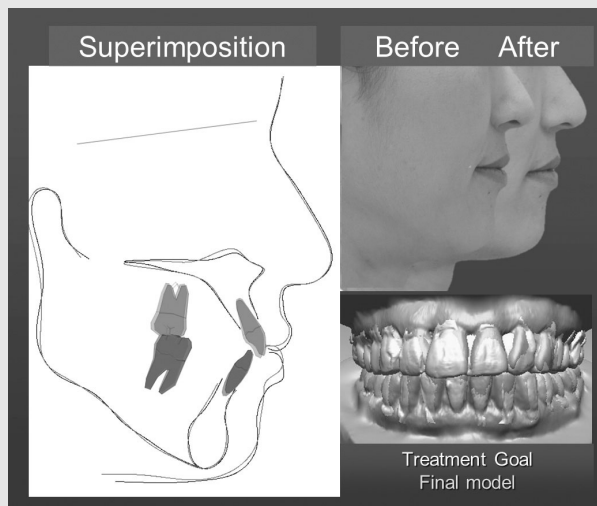 Superimposition
Before After
Treatment Goal
Final model